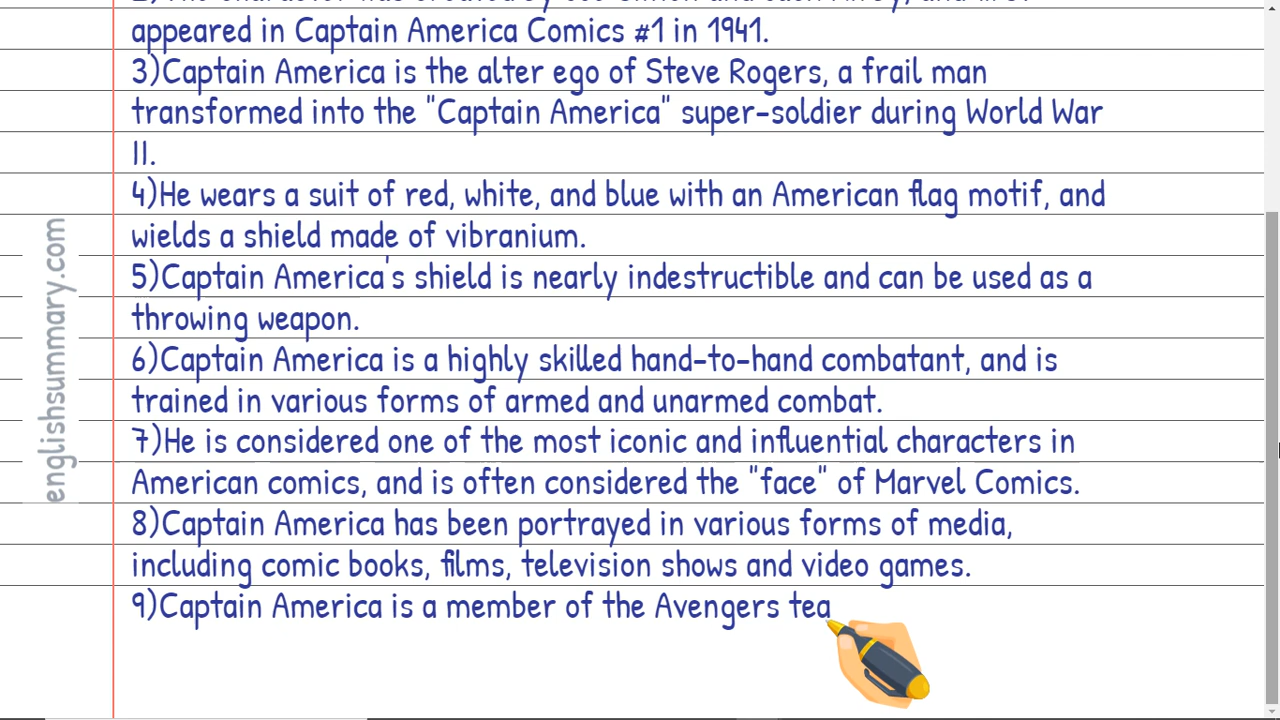 appeared in Captain America Comics #1 in 1941.
3)Captain America is the alter ego of Steve Rogers, a frail man
transformed into the "Captain America" super-soldier during World War
II.
4)He wears a suit of red, white, and blue with an American flag motif, and
wields a shield made of vibranium.
5)Captain America's shield is nearly indestructible and can be used as a
throwing weapon.
6)Captain America is a highly skilled hand-to-hand combatant, and is
trained in various forms of armed and unarmed combat.
7)He is considered one of the most iconic and influential characters in
American comics, and is often considered the "face" of Marvel Comics.
8)Captain America has been portrayed in various forms of media,
including comic books, films, television shows and video games.
9)Captain America is a member of the Avengers tea
englishsummary.com